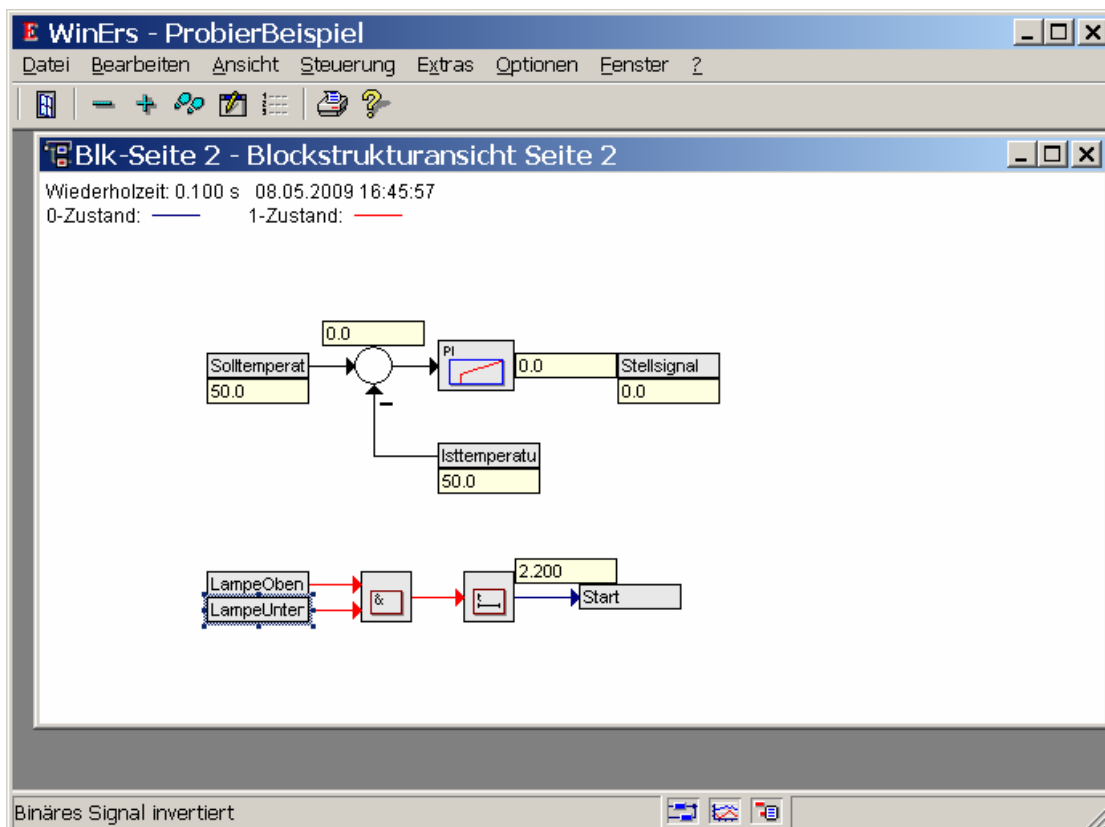 WinErs - ProbierBeispiel
Datei Bearbeiten Ansicht Steuerung Extras Optionen Fenster ?
Blk-Seite 2 - Blockstrukturansicht Seite 2
Wiederholzeit: 0.100 s 08.05.2009 16:45:57
0-Zustand: 1-Zustand:
0.0
PI
Solltemperat 0.0 Stellsignal
50.0 0.0
Isttemperatu
50.0
2.200
LampeOben
& Start
LampeUnter
Binäres Signal invertiert